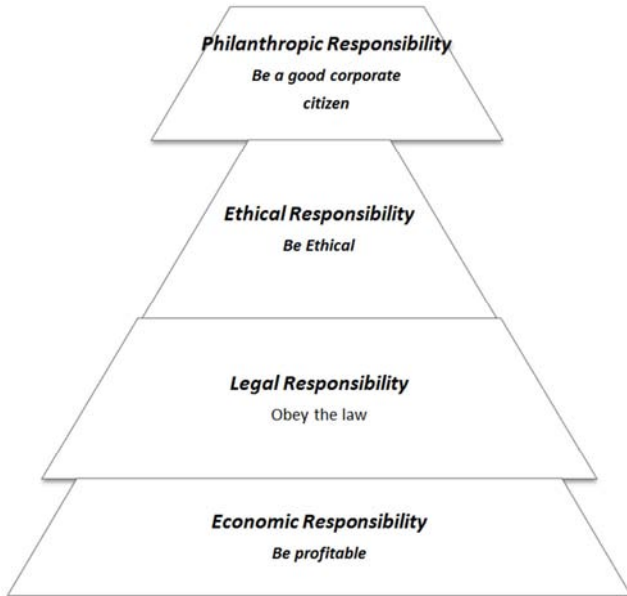 Philanthropic Responsibility
Be a good corporate
citizen
Ethical Responsibility
Be Ethical
Legal Responsibility
Obey the law
Economic Responsibility
Be profitable